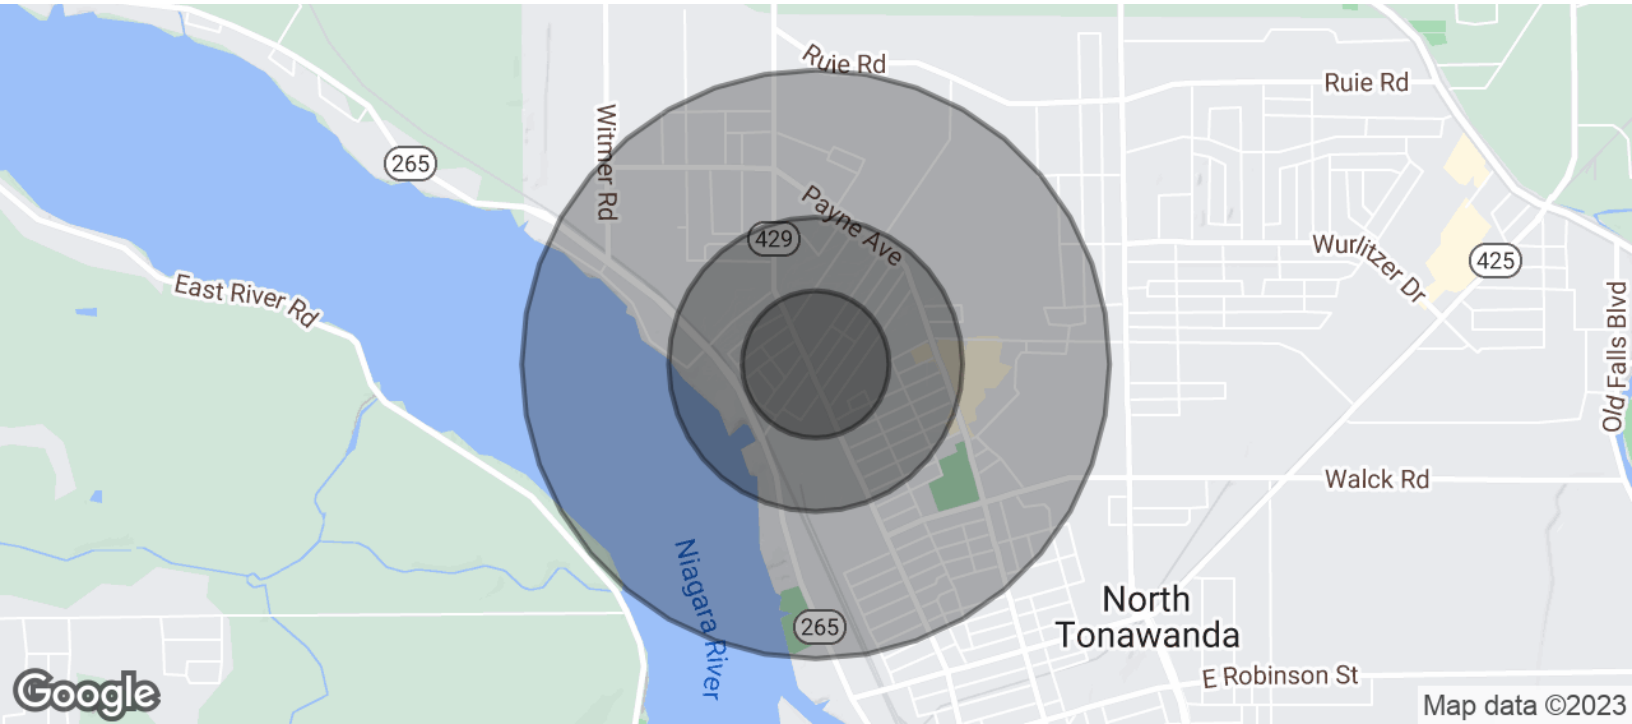 Ruie Rd
Ruie Rd
Witmer Rd
265
Payne Ave
429
Wurlitzer Dr
425
East River Rd
Old Falls Blvd
Walck Rd
Niagara River
North
Tonawanda
265
E Robinson St
Google
Map data ©2023